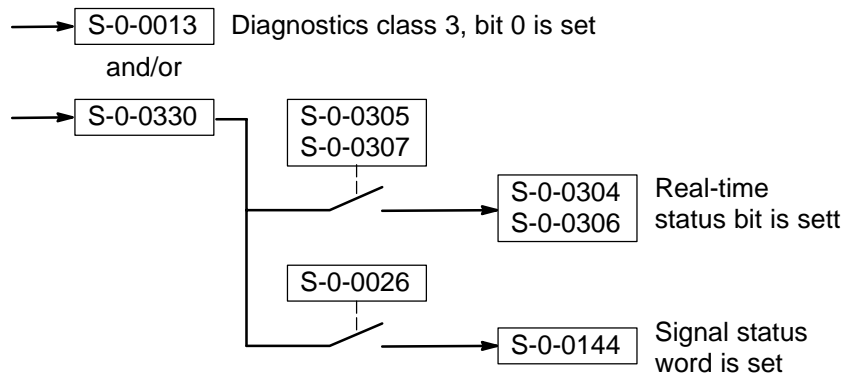 S-0-0013 Diagnostics class 3, bit 0 is set
and/or
S-0-0330
S-0-0305
S-0-0307
S-0-0304
S-0-0306
Real-time
status bit is sett
S-0-0026
S-0-0144
Signal status
word is set